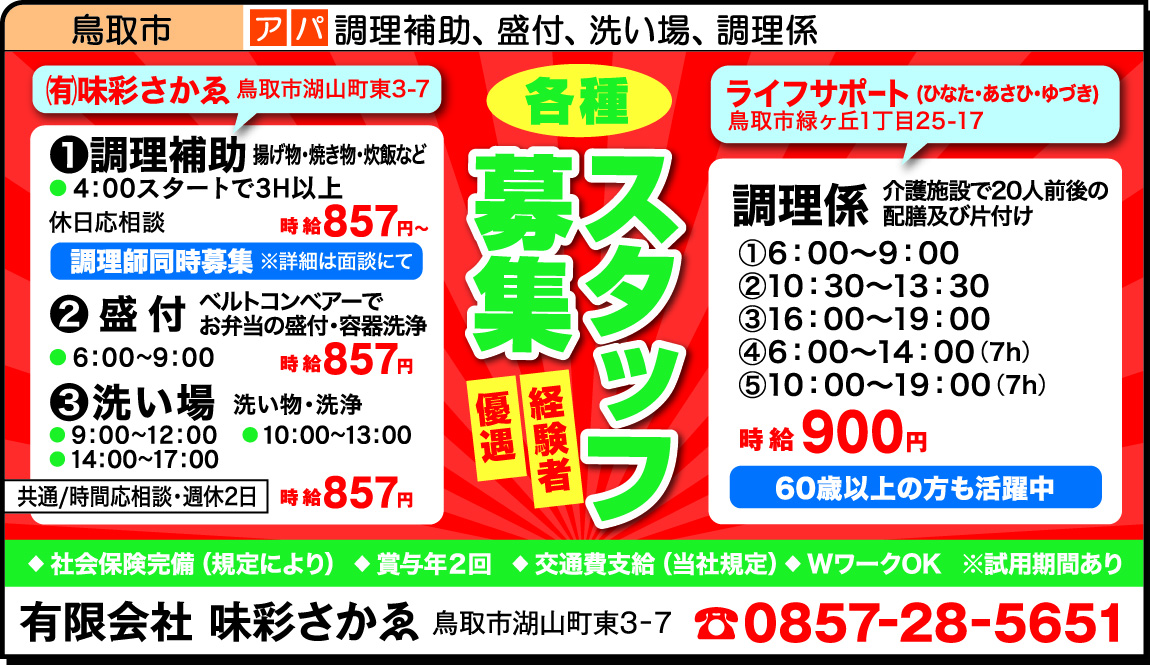 鳥取市
アパ 調理補助、盛付、洗い場、調理係
㈲味彩さかゑ 鳥取市湖山町東3-7
❶調理補助 揚げ物・焼き物・炊飯など
● 4：00スタートで3H以上
休日応相談 時給857円～
調理師同時募集 ※詳細は面談にて
❷ 盛付 ベルトコンベアーで
お弁当の盛付・容器洗浄
● 6：00~9：00 時給857円
❸洗い場 洗い物・洗浄
● 9：00~12：00 ● 10：00~13：00
● 14：00~17：00
共通/時間応相談・週休2日 時給857円
各種
スタッフ
募集
経験者
優遇
ライフサポート (ひなた・あさひ・ゆづき)
鳥取市緑ヶ丘1丁目25-17
調理係 介護施設で20人前後の
配膳及び片付け
①6：00～9：00
②10：30～13：30
③16：00～19：00
④6：00～14：00（7h）
⑤10：00～19：00（7h）
時給900円
60歳以上の方も活躍中
◆ 社会保険完備（規定により） ◆ 賞与年2回 ◆ 交通費支給（当社規定） ◆ WワークOK ※試用期間あり
有限会社 味彩さかゑ 鳥取市湖山町東3-7 ☎0857-28-5651